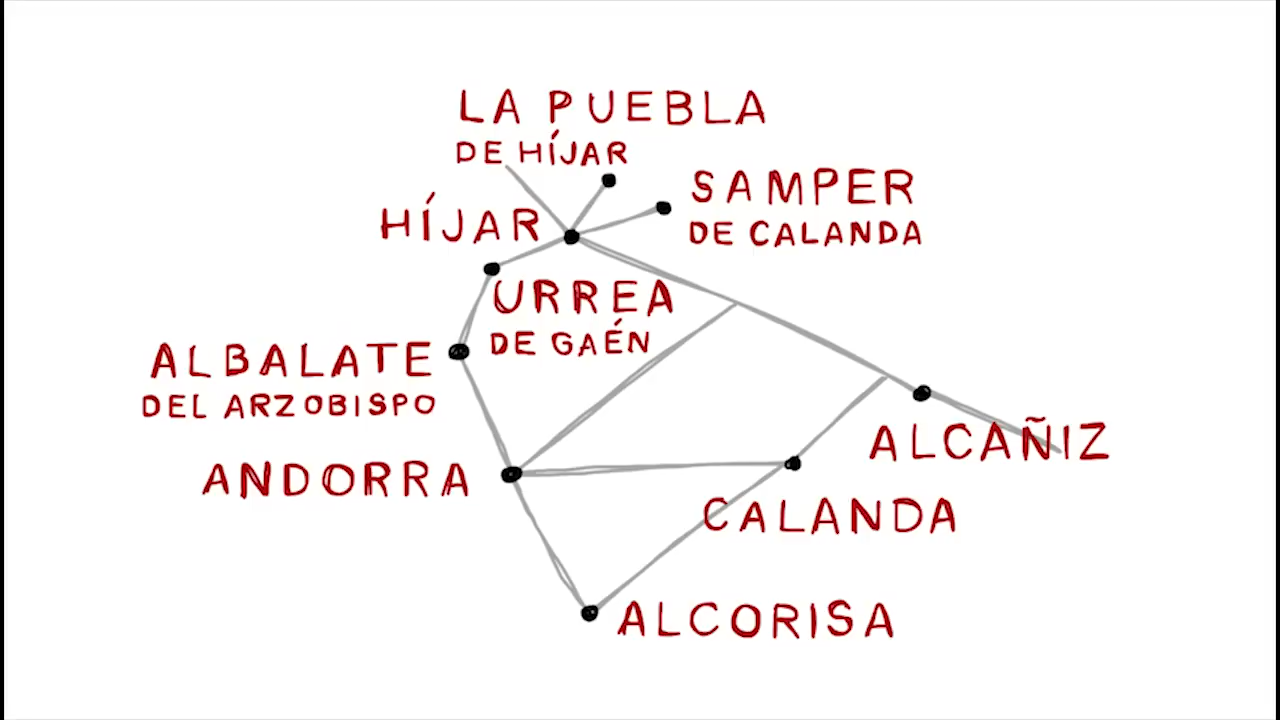 LA PUEBLA
DE HÍJAR
SAMPER
DE CALANDA
HÍJAR
URREA
DE GAÉN
ALBALATE
DEL ARZOBISPO
ALCAÑIZ
ANDORRA
CALANDA
ALCORISA